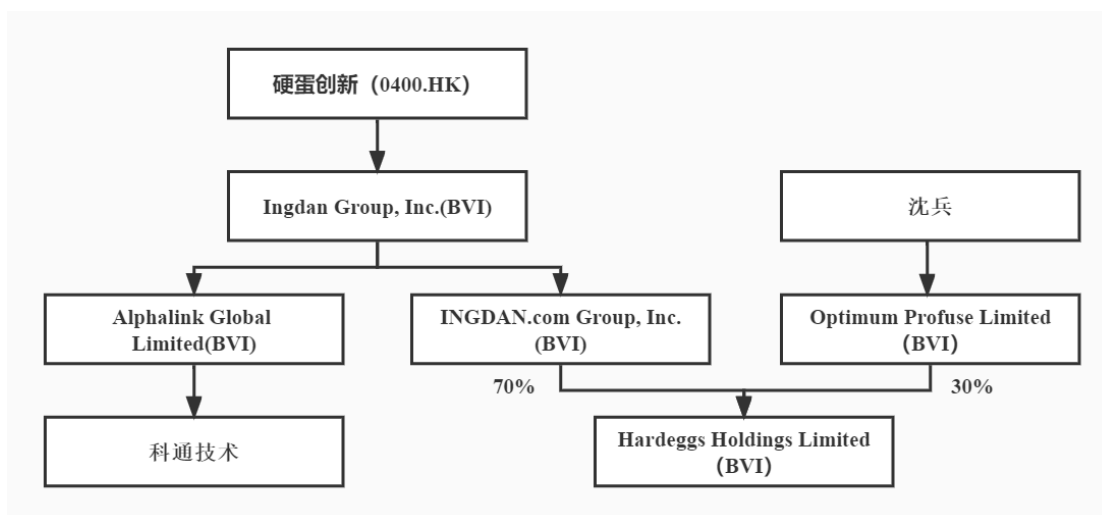 硬蛋创新（0400.HK）
Ingdan Group, Inc.(BVI)
沈兵
Alphalink Global
Limited(BVI)
INGDAN.com Group, Inc.
(BVI)
Optimum Profuse Limited
（BVI）
70%
30%
科通技术
Hardeggs Holdings Limited
（BVI）